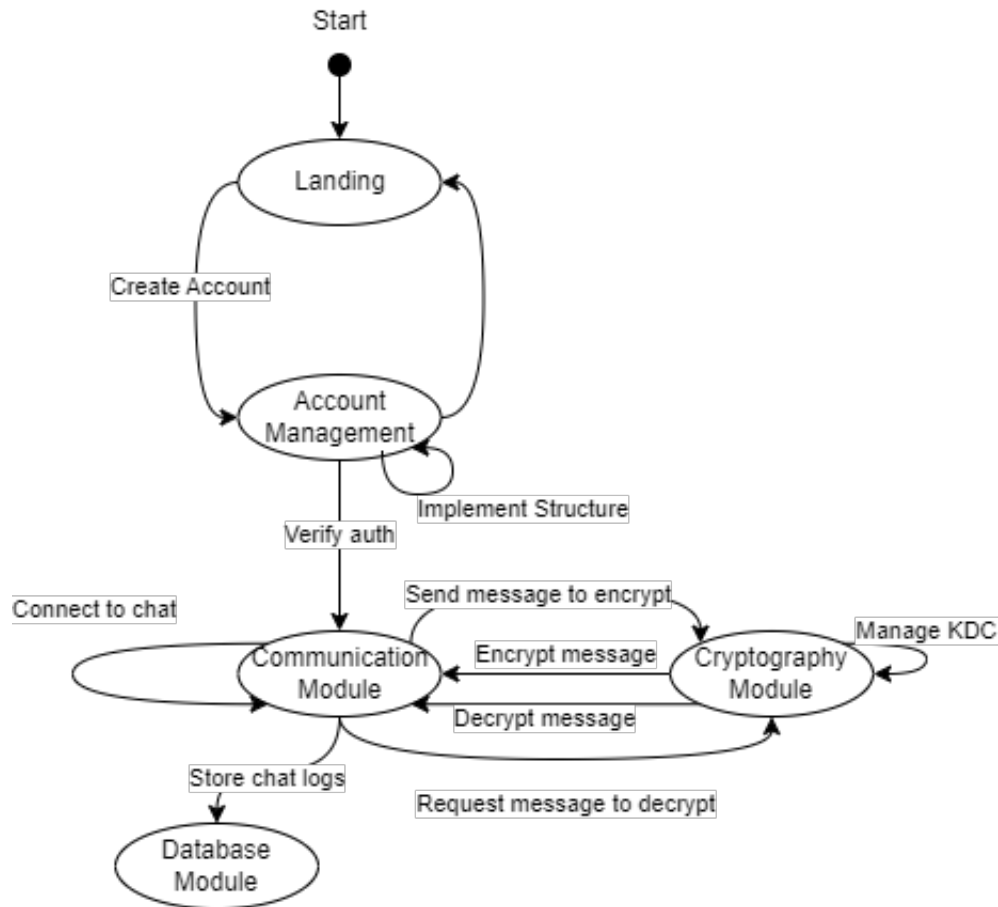 Start
Landing
Create Account
Account
Management
Implement Structure
Verify auth
Send message to encrypt
Connect to chat
Manage KDC
Communication
Module
Encrypt message
Cryptography
Module
Decrypt message
Store chat logs
Request message to decrypt
Database
Module